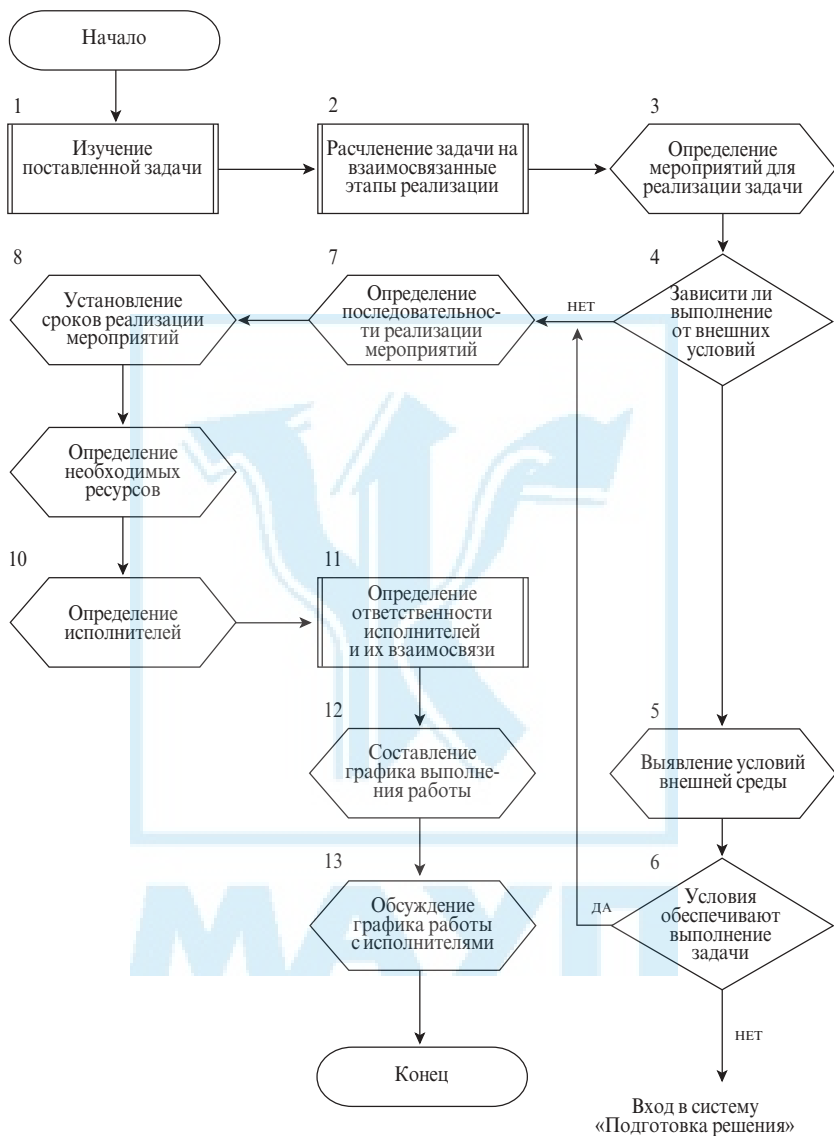 Начало
1
Изучение
поставленной задачи
2
Расчленение задачи на
взаимосвязанные
этапы реализации
3
Определение
мероприятий для
реализации задачи
8
Установление
сроков реализации
мероприятий
7
Определение
последовательнос-
ти реализации
мероприятий
НЕТ
4
Зависити ли
выполнение
от внешних
условий
Определение
необходимых
ресурсов
10
Определение
исполнителей
11
Определение
ответственности
исполнителей
и их взаимосвязи
12
Составление
графика выполне-
ния работы
5
Выявление условий
внешней среды
13
Обсуждение
графика работы
с исполнителями
ДА
6
Условия
обеспечивают
выполнение
задачи
НЕТ
Конец
Вход в систему
«Подготовка решения»
МАУП